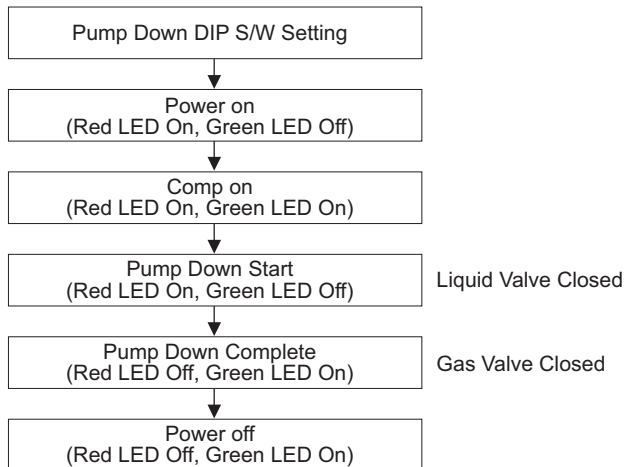 Pump Down DIP S/W Setting
Power on
(Red LED On, Green LED Off)
Comp on
(Red LED On, Green LED On)
Pump Down Start
(Red LED On, Green LED Off)
Liquid Valve Closed
Pump Down Complete
(Red LED Off, Green LED On)
Gas Valve Closed
Power off
(Red LED Off, Green LED On)